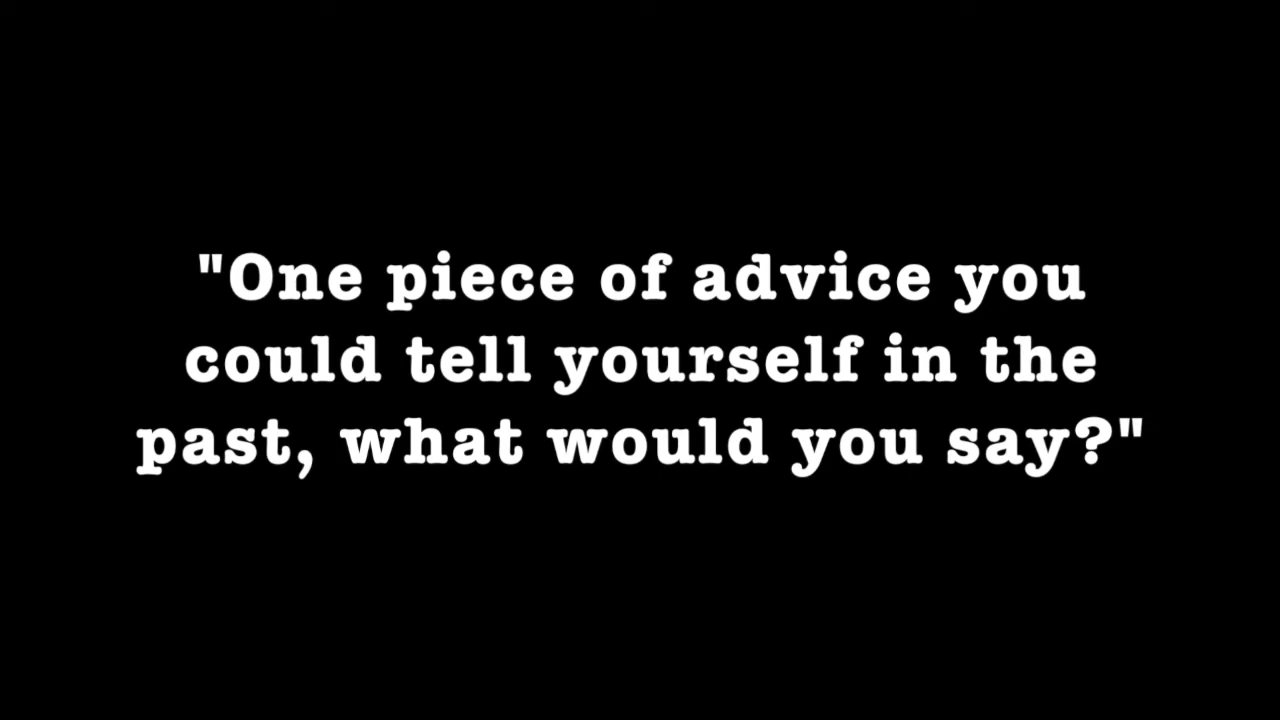 "One piece of advice you
could tell yourself in the
past, what would you say?"